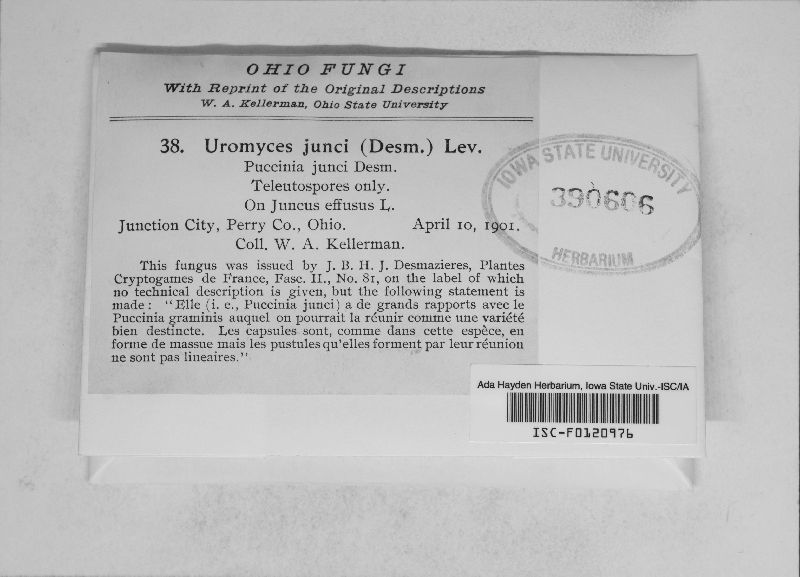 OHIO FUNGI
With Reprint of the Original Descriptions
W. A. Kellerman, Ohio State University
38. Uromyces junci (Desm.) Lev.
Puccinia junci Desm.
Teleutospores only.
On Juncus effusus L.
Junction City, Perry Co., Ohio. April 10, 1901.
Coll. W. A. Kellerman.
This fungus was issued by J. B. H. J. Desmazieres, Plantes
Cryptogames de France, Fasc. II., No. 81, on the label of which
no technical description is given, but the following statement is
made: "Elle (i. e., Puccinia junci) a de grands rapports avec le
Puccinia graminis auquel on pourrait la réunir comme une variété
bien destincte. Les capsules sont, comme dans cette espèce, en
forme de massue mais les pustules qu'elles forment par leur réunion
ne sont pas lineaires."
IOWA STATE UNIVERSITY
390606
HERBARIUM
Ada Hayden Herbarium, Iowa State Univ.-ISC/IA
ISC-F0120976